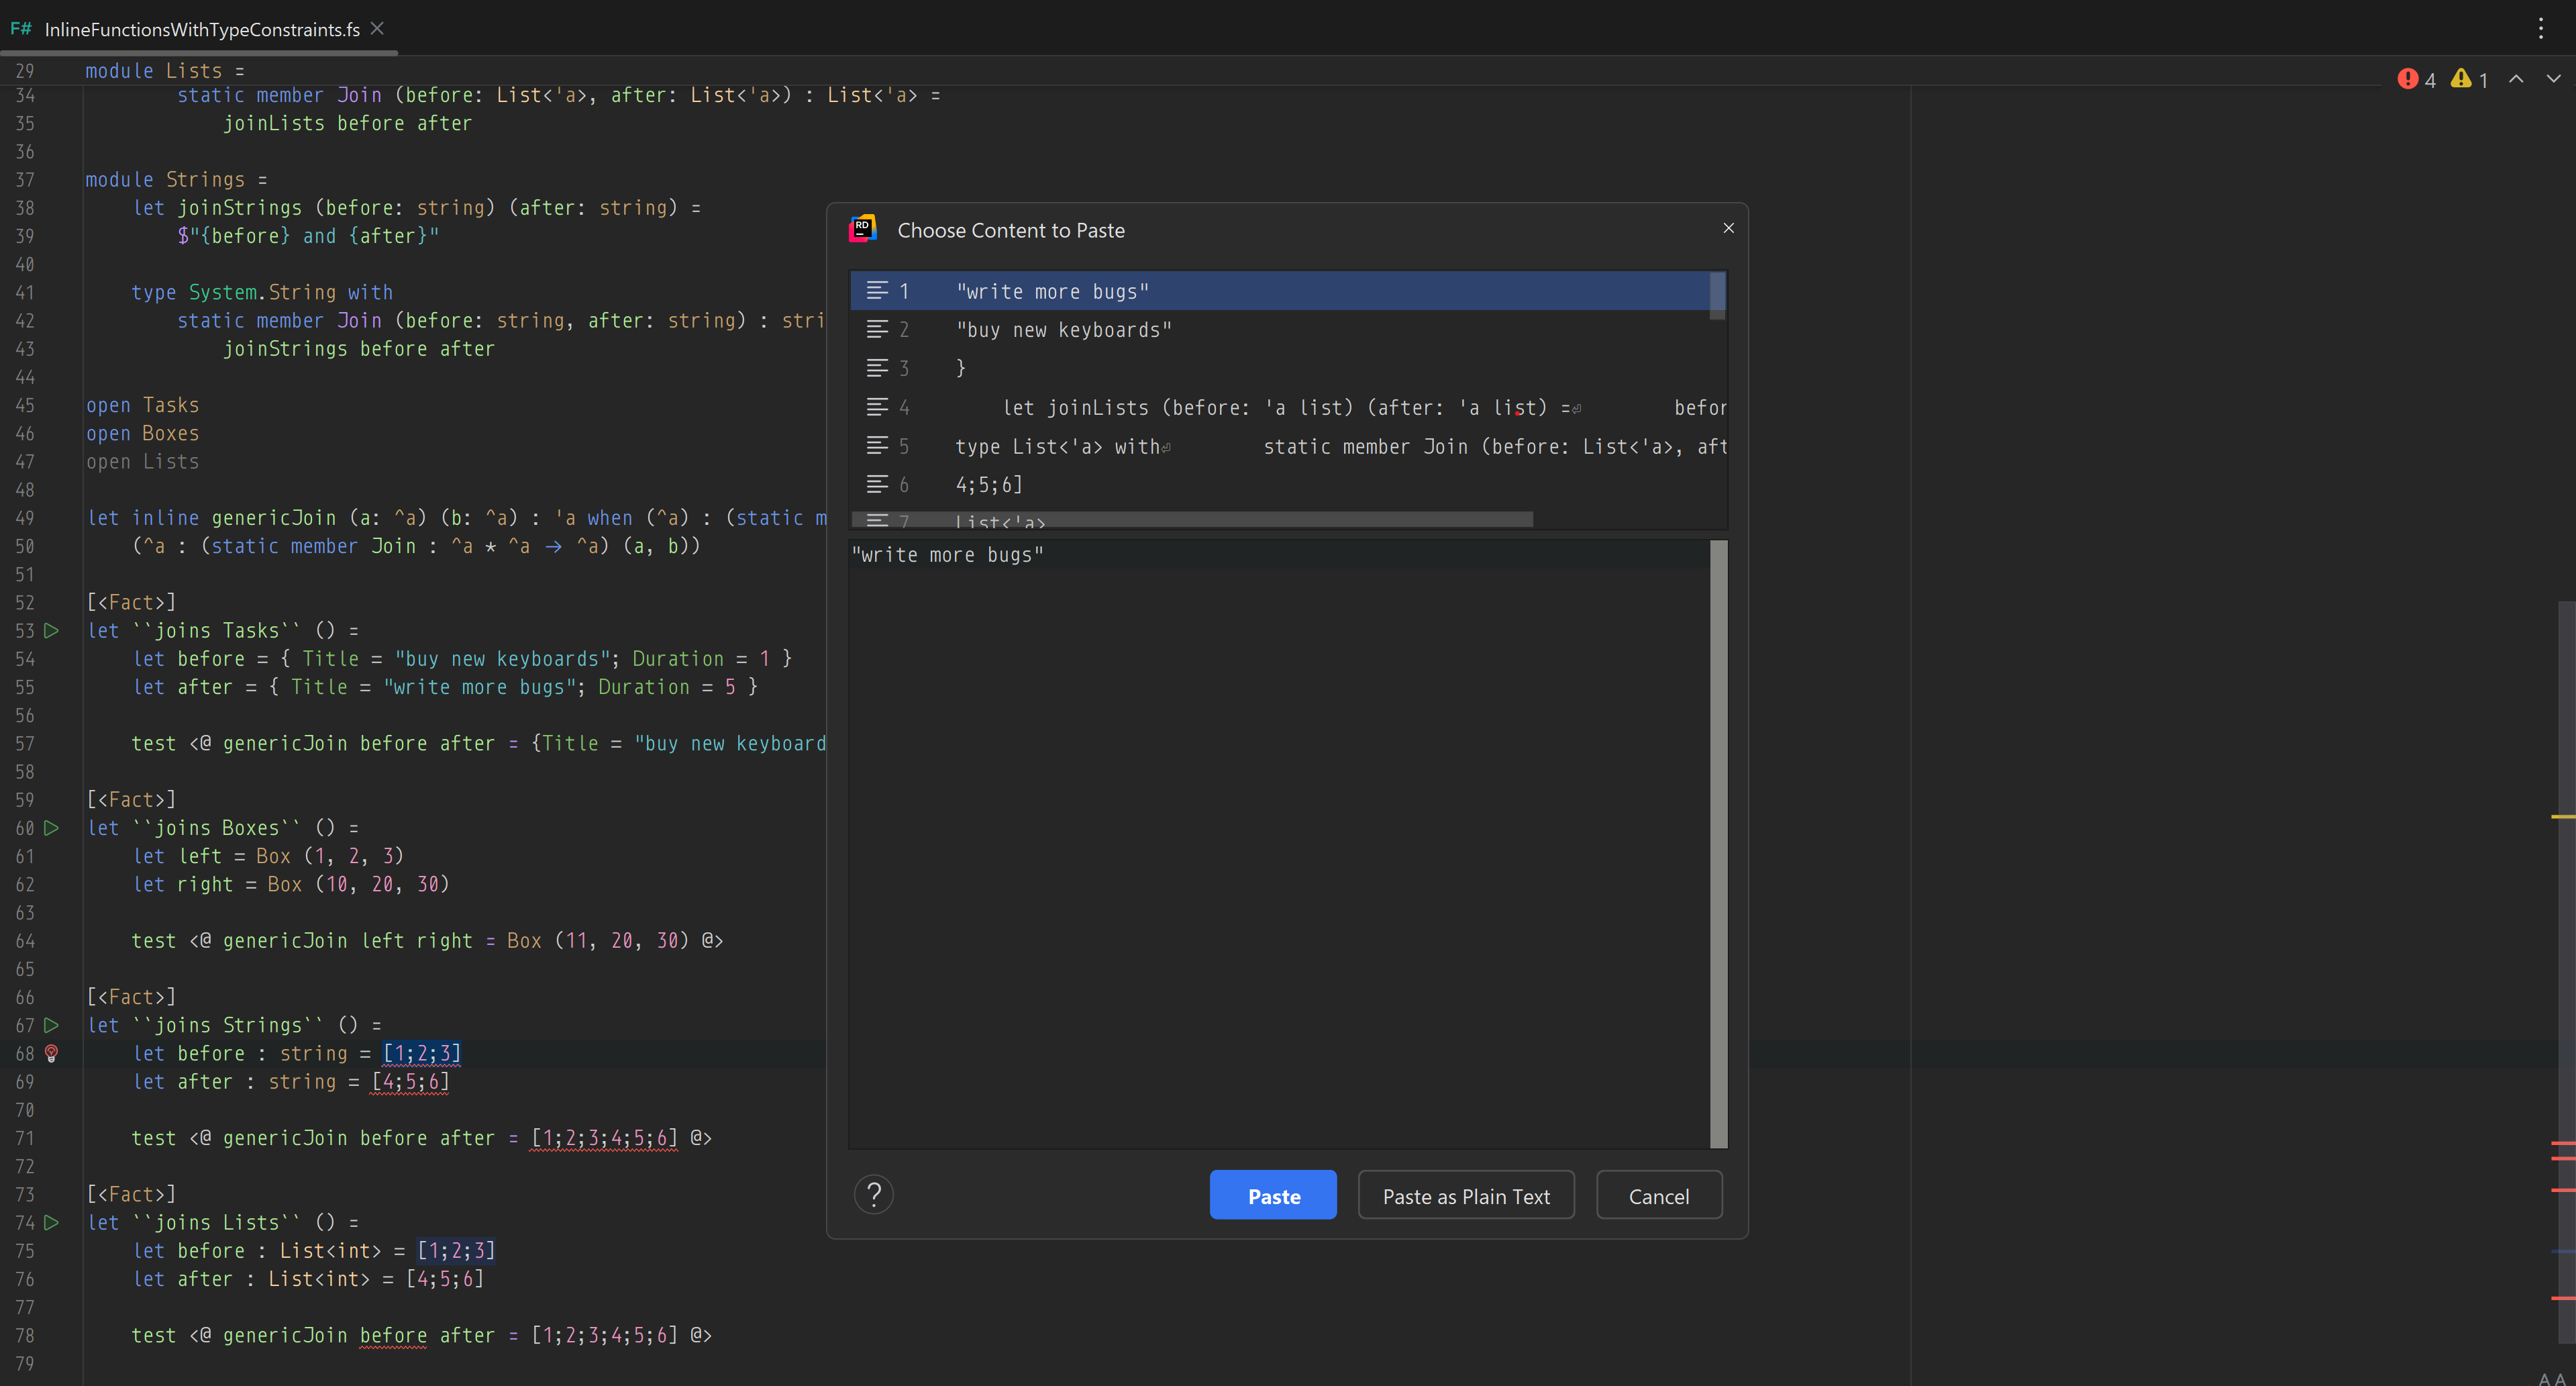 F# InlineFunctionsWithTypeConstraints.fs
4 1
29 module Lists =
34 static member Join (before: List<'a>, after: List<'a>) : List<'a> =
35 joinLists before after
36
37 module Strings =
38 let joinStrings (before: string) (after: string) =
39 $"{before} and {after}"
40
41 type System.String with
42 static member Join (before: string, after: string) : stri
43 joinStrings before after
44
45 open Tasks
46 open Boxes
47 open Lists
48
49 let inline genericJoin (a: ^a) (b: ^a) : 'a when (^a) : (static m
50 (^a : (static member Join : ^a * ^a → ^a) (a, b))
51
52 [<Fact>]
53 let ``joins Tasks`` () =
54 let before = { Title = "buy new keyboards"; Duration = 1 }
55 let after = { Title = "write more bugs"; Duration = 5 }
56
57 test <@ genericJoin before after = {Title = "buy new keyboard
58
59 [<Fact>]
60 let ``joins Boxes`` () =
61 let left = Box (1, 2, 3)
62 let right = Box (10, 20, 30)
63
64 test <@ genericJoin left right = Box (11, 20, 30) @>
65
66 [<Fact>]
67 let ``joins Strings`` () =
68 let before : string = [1;2;3]
69 let after : string = [4;5;6]
70
71 test <@ genericJoin before after = [1;2;3;4;5;6] @>
72
73 [<Fact>]
74 let ``joins Lists`` () =
75 let before : List<int> = [1;2;3]
76 let after : List<int> = [4;5;6]
77
78 test <@ genericJoin before after = [1;2;3;4;5;6] @>
79
RD Choose Content to Paste
1 "write more bugs"
2 "buy new keyboards"
3 }
4 let joinLists (before: 'a list) (after: 'a list) =⏎ befor
5 type List<'a> with⏎ static member Join (before: List<'a>, aft
6 4;5;6]
7 List<'a>
"write more bugs"
? Paste Paste as Plain Text Cancel
AA